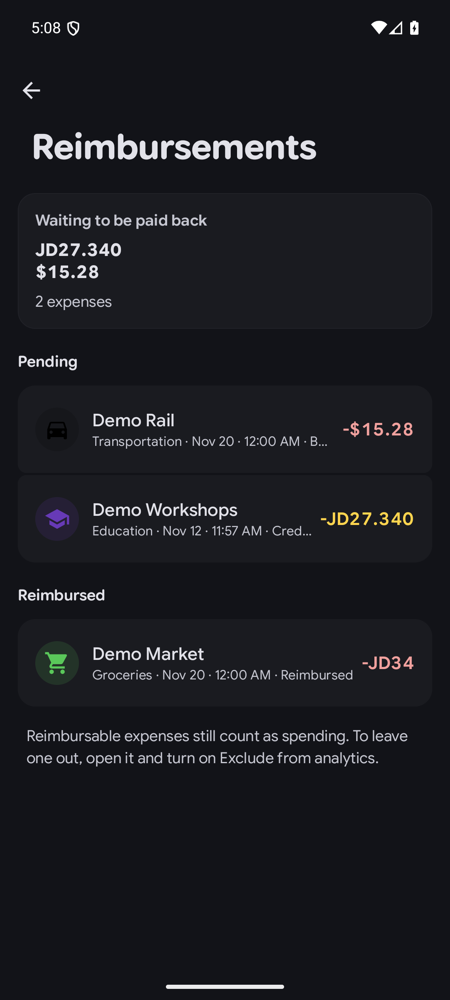 5:08
Reimbursements
Waiting to be paid back
JD27.340
$15.28
2 expenses
Pending
Demo Rail
-$15.28
Transportation · Nov 20 · 12:00 AM · B...
Demo Workshops
-JD27.340
Education · Nov 12 · 11:57 AM · Cred...
Reimbursed
Demo Market
-JD34
Groceries · Nov 20 · 12:00 AM · Reimbursed
Reimbursable expenses still count as spending. To leave
one out, open it and turn on Exclude from analytics.